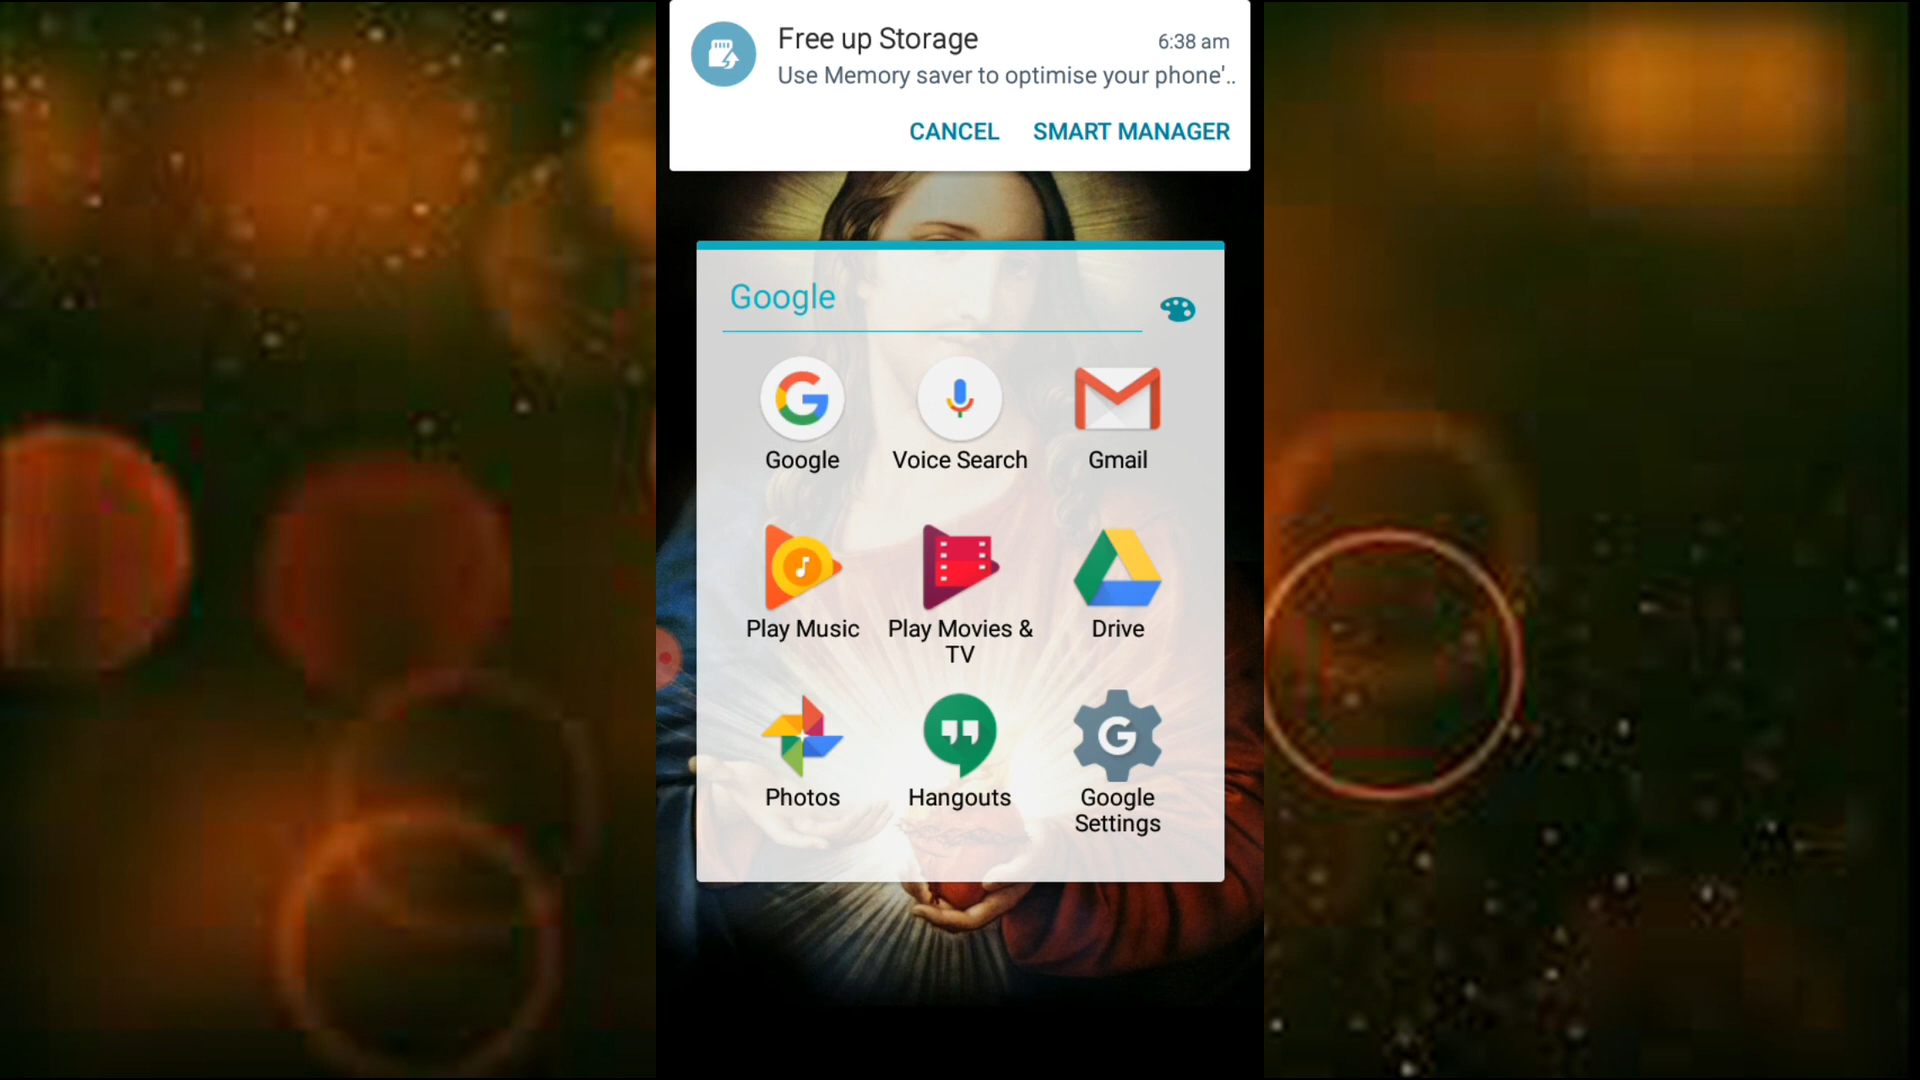 Free up Storage
6:38 am
Use Memory saver to optimise your phone'..
CANCEL SMART MANAGER
Google
Google Voice Search Gmail
Play Music Play Movies & Drive
TV
Photos Hangouts Google
Settings